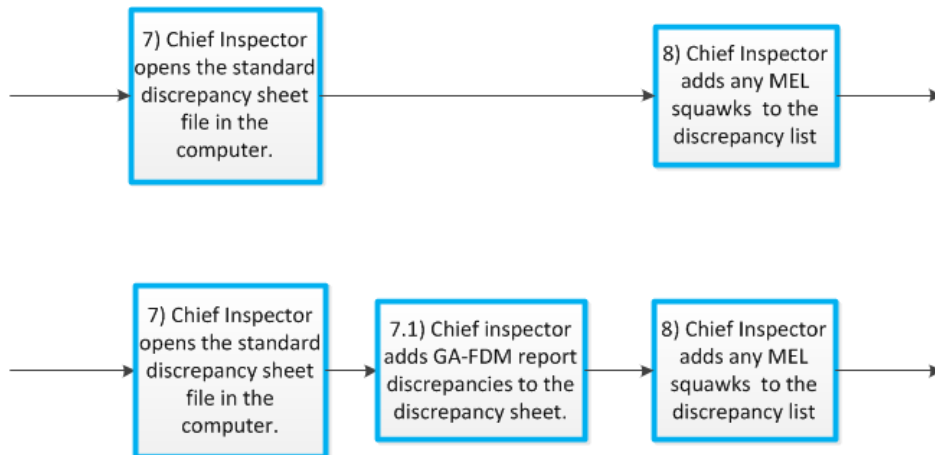 7) Chief Inspector
opens the standard
discrepancy sheet
file in the
computer.
8) Chief Inspector
adds any MEL
squawks  to the
discrepancy list
7) Chief Inspector
opens the standard
discrepancy sheet
file in the
computer.
7.1) Chief inspector
adds GA-FDM report
discrepancies to the
discrepancy sheet.
8) Chief Inspector
adds any MEL
squawks  to the
discrepancy list